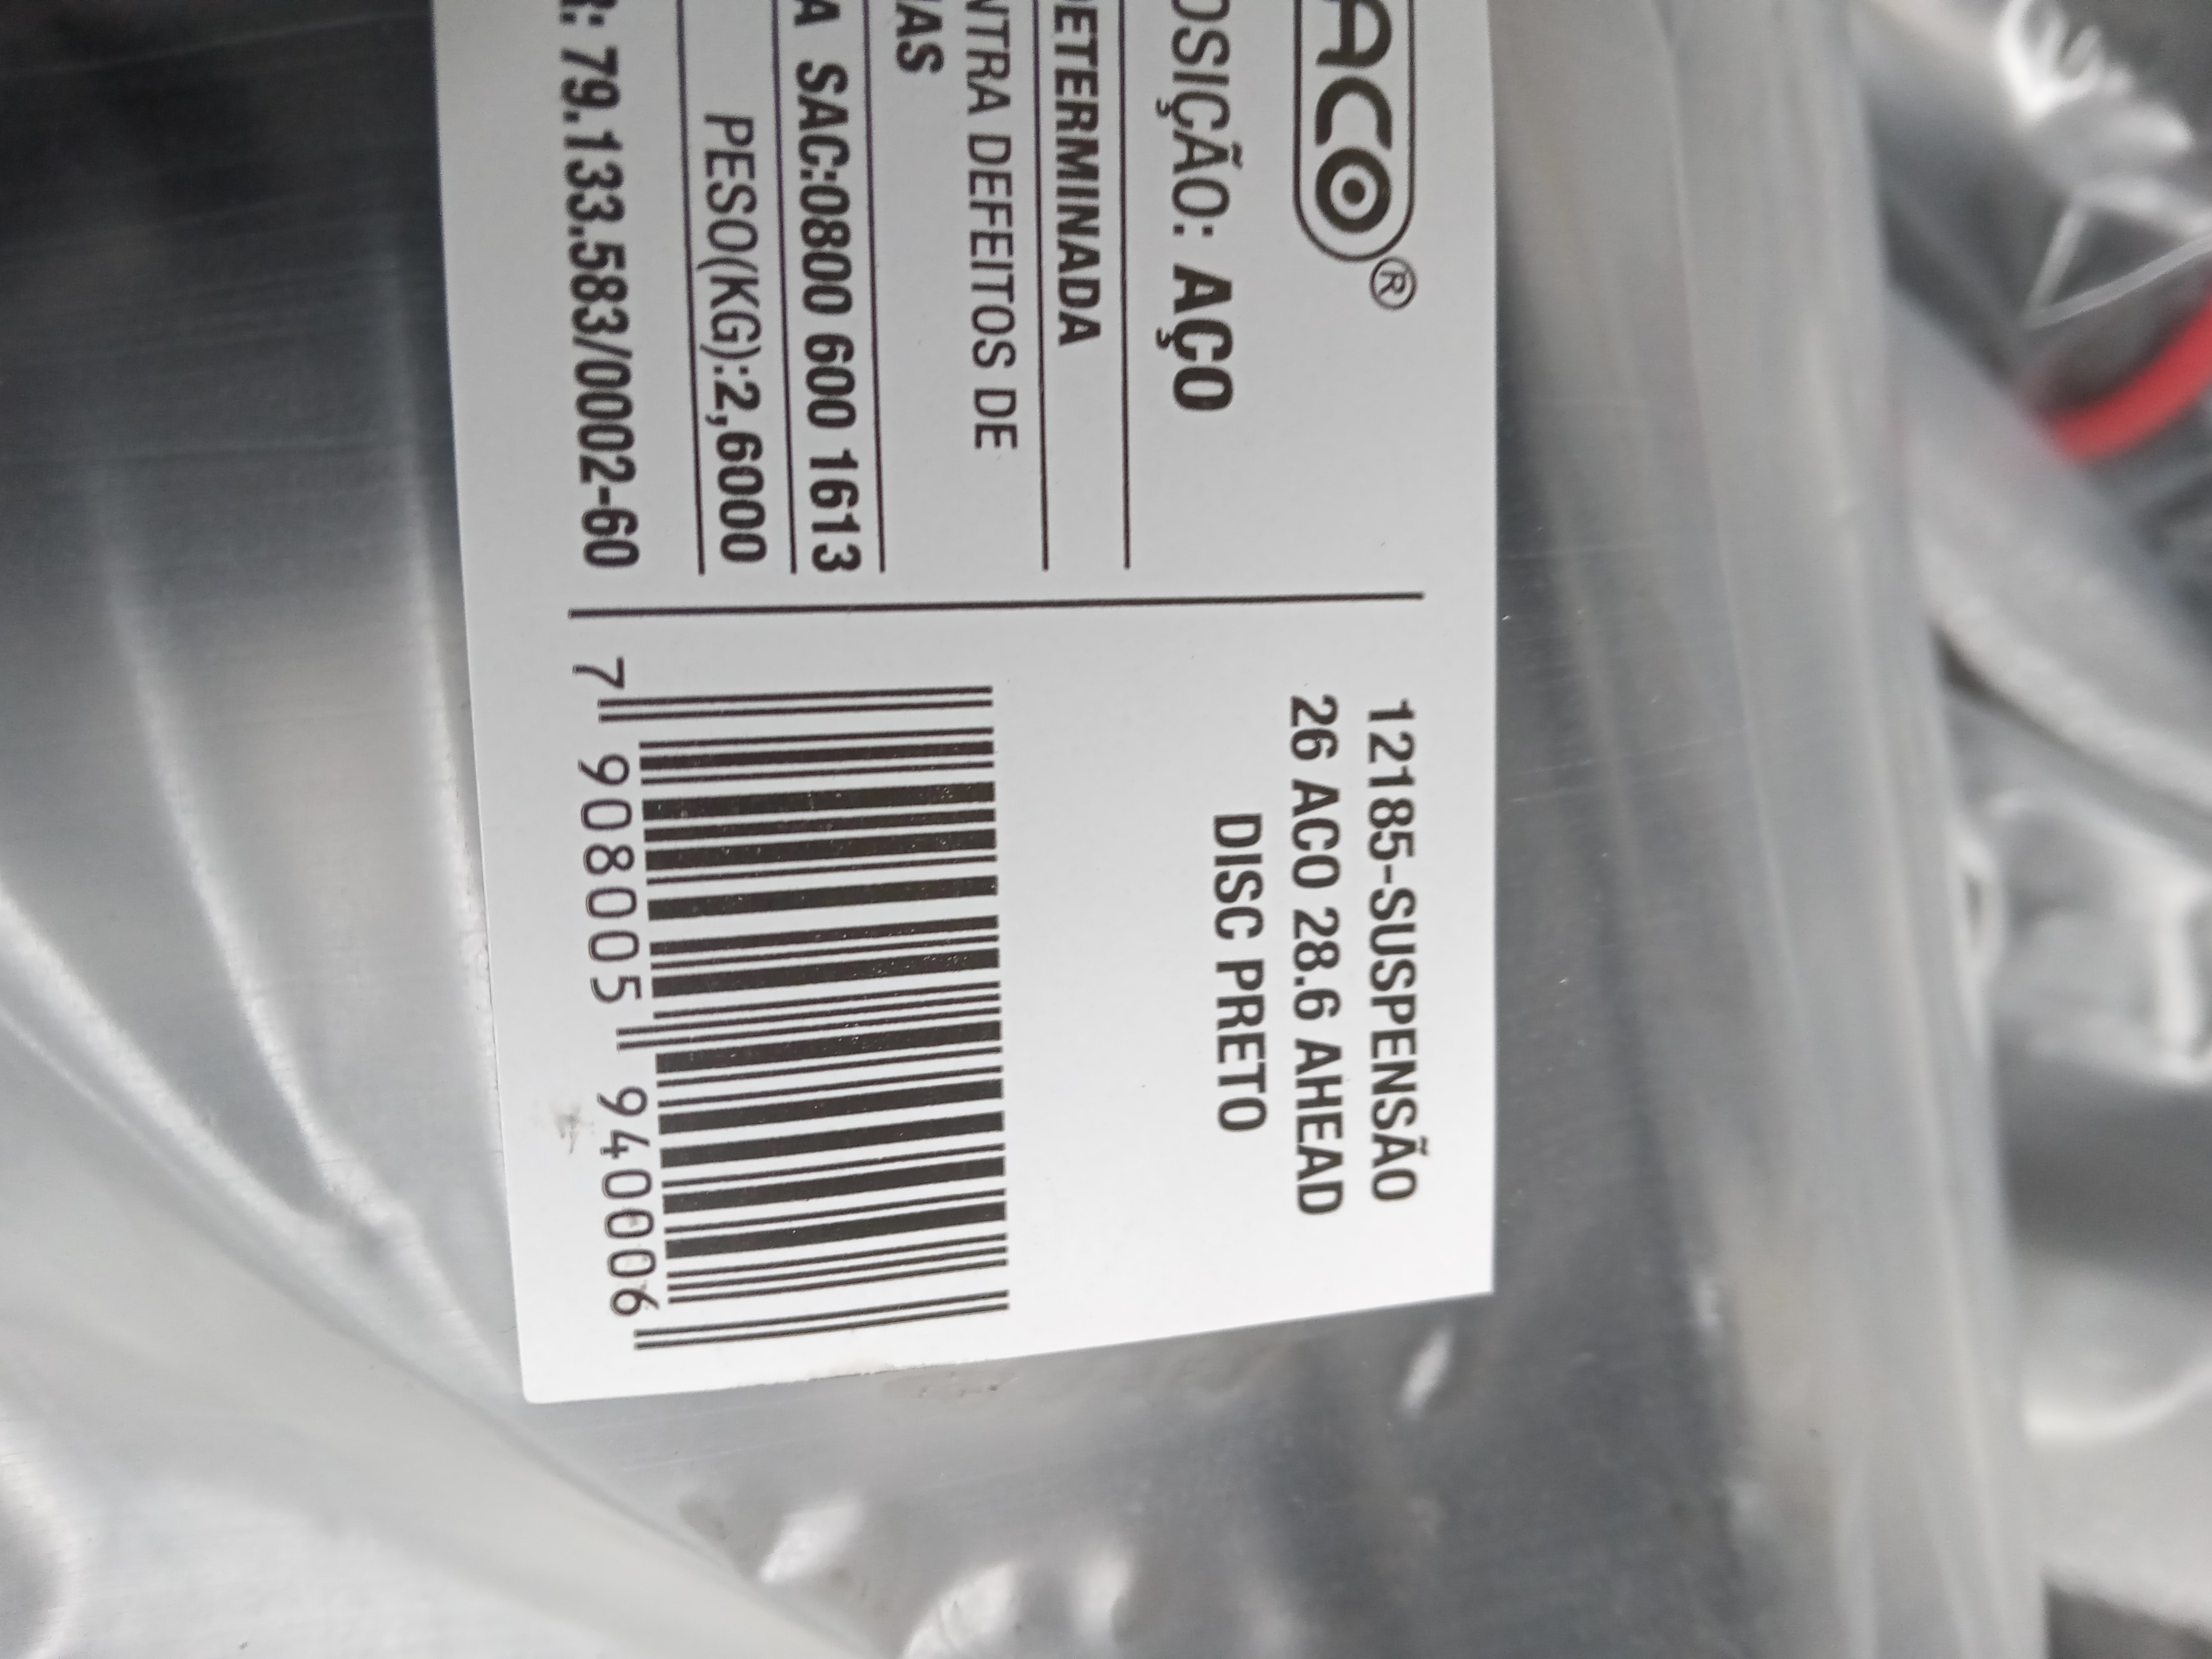 ACO®
OSIÇÃO: AÇO
DETERMINADA
NTRA DEFEITOS DE
IAS
A SAC:0800 600 1613
PESO(KG):2,6000
R: 79.133.583/0002-60
12185-SUSPENSÃO
26 ACO 28.6 AHEAD
DISC PRETO
7 908005 940006